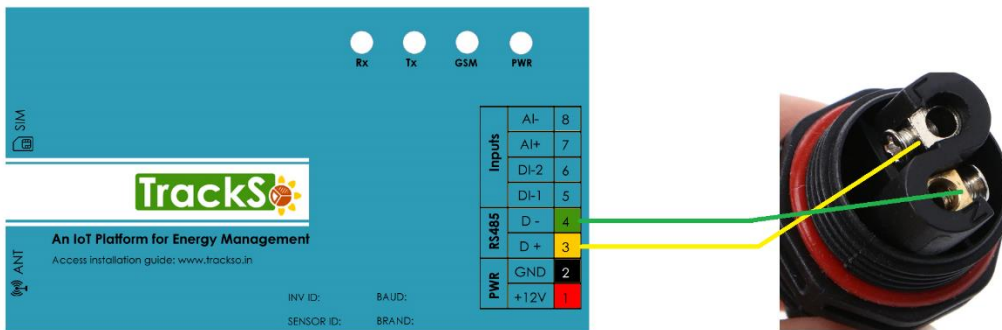 Rx Tx GSM PWR
SIM
Inputs
AI- 8
AI+ 7
DI-2 6
DI-1 5
RS485
D - 4
D + 3
PWR
GND 2
+12V 1
TrackSo
An IoT Platform for Energy Management
Access installation guide: www.trackso.in
ANT
INV ID: BAUD:
SENSOR ID: BRAND: